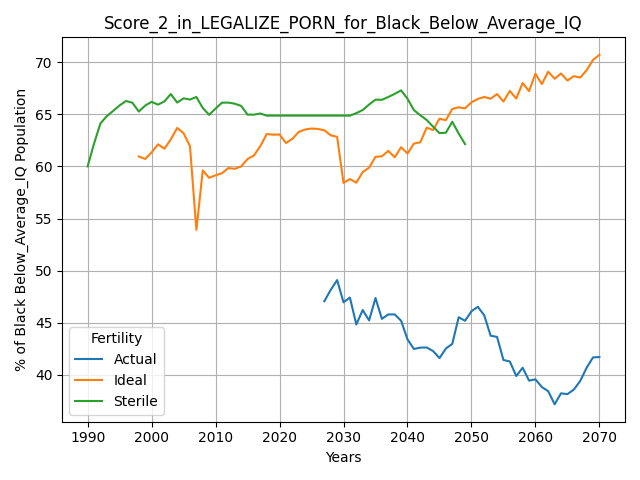 Score_2_in_LEGALIZE_PORN_for_Black_Below_Average_IQ
% of Black Below_Average_IQ Population
70
65
60
55
50
45
40
Fertility
Actual
Ideal
Sterile
1990 2000 2010 2020 2030 2040 2050 2060 2070
Years